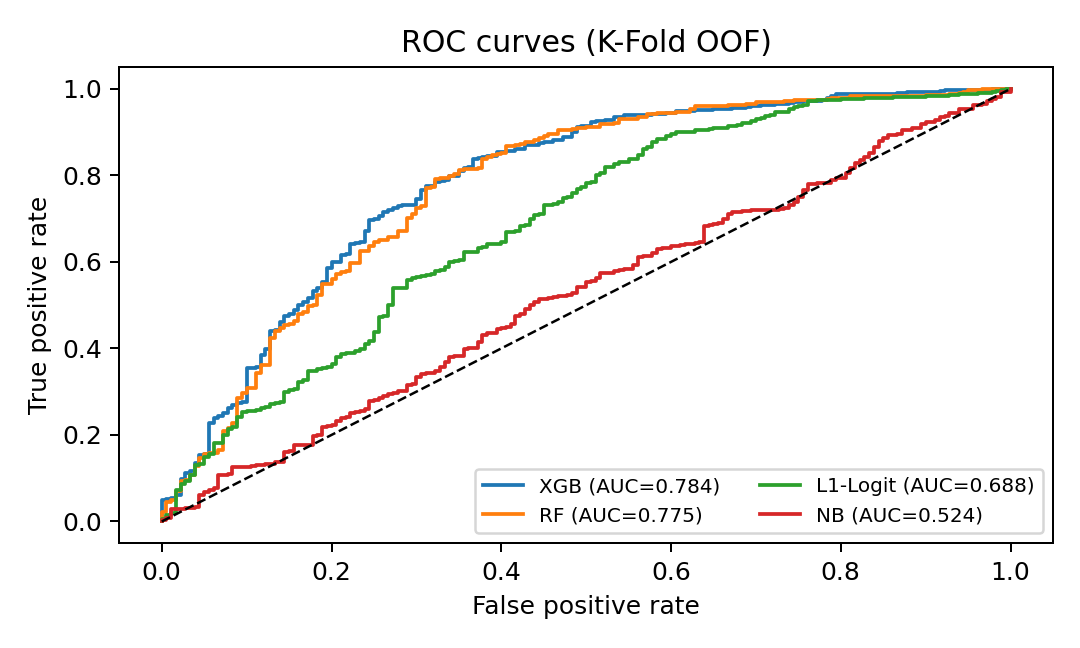 ROC curves (K-Fold OOF)
True positive rate
1.0
0.8
0.6
0.4
0.2
0.0
XGB (AUC=0.784)
RF (AUC=0.775)
L1-Logit (AUC=0.688)
NB (AUC=0.524)
0.0 0.2 0.4 0.6 0.8 1.0
False positive rate